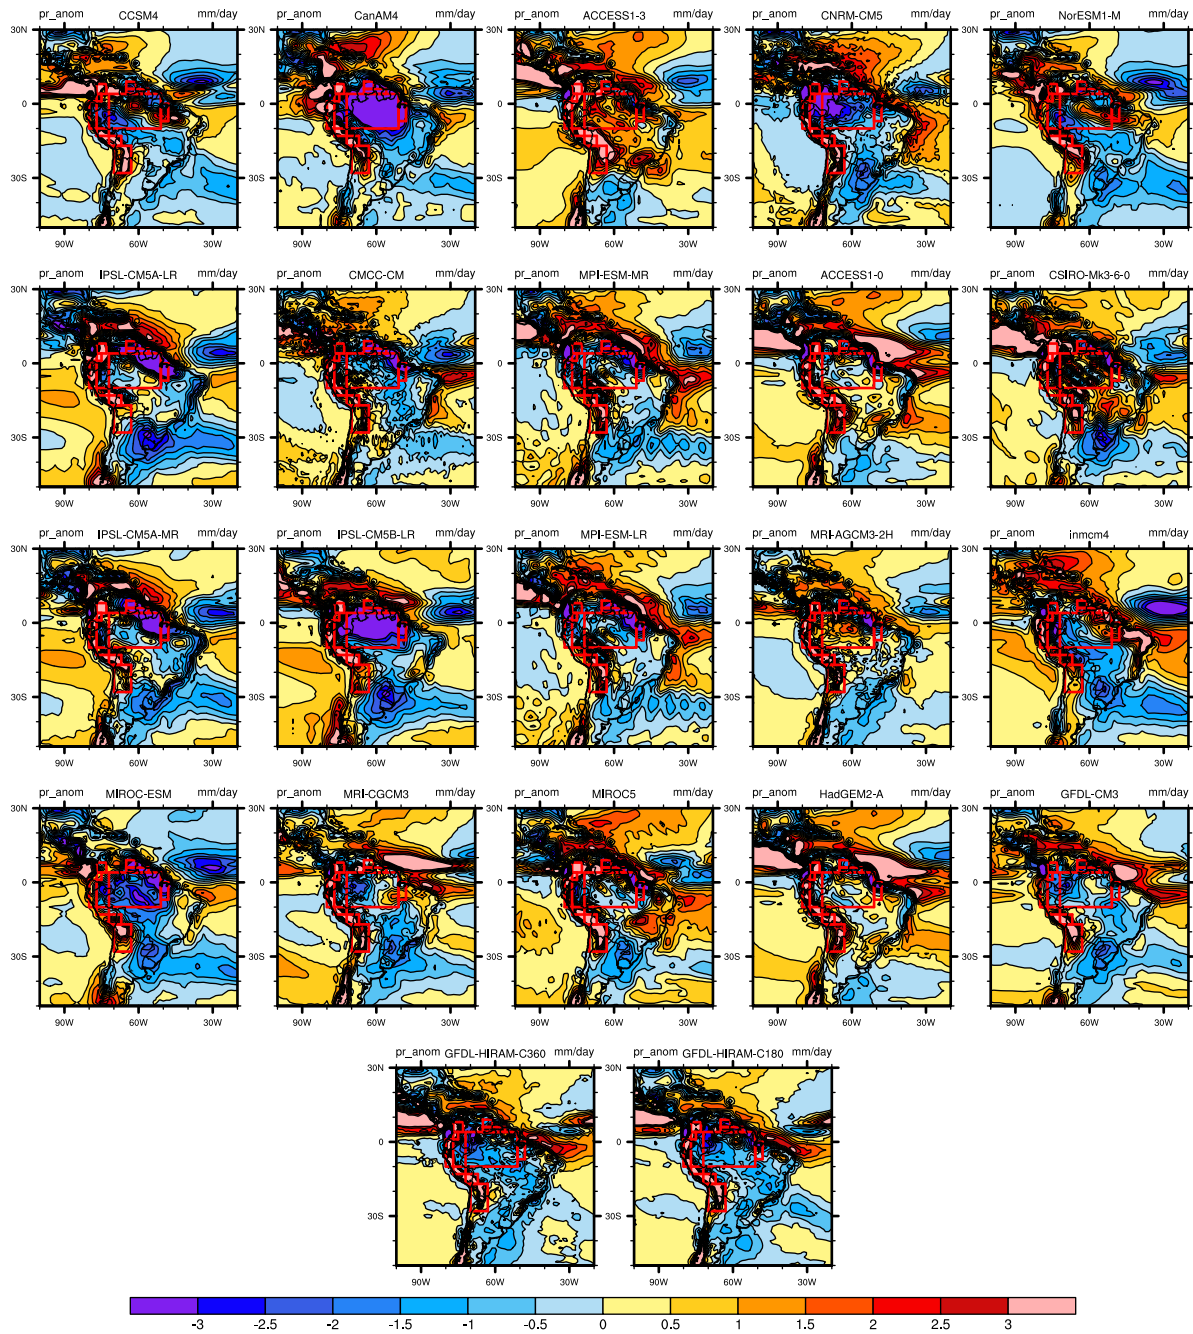 pr_anom CCSM4 mm/day
pr_anom CanAM4 mm/day
pr_anom ACCESS1-3 mm/day
pr_anom CNRM-CM5 mm/day
pr_anom NorESM1-M mm/day
30N 0 30S 90W 60W 30W
30N 0 30S 90W 60W 30W
30N 0 30S 90W 60W 30W
30N 0 30S 90W 60W 30W
30N 0 30S 90W 60W 30W
pr_anom IPSL-CM5A-LR mm/day
pr_anom CMCC-CM mm/day
pr_anom MPI-ESM-MR mm/day
pr_anom ACCESS1-0 mm/day
pr_anom CSIRO-Mk3-6-0 mm/day
30N 0 30S 90W 60W 30W
30N 0 30S 90W 60W 30W
30N 0 30S 90W 60W 30W
30N 0 30S 90W 60W 30W
30N 0 30S 90W 60W 30W
pr_anom IPSL-CM5A-MR mm/day
pr_anom IPSL-CM5B-LR mm/day
pr_anom MPI-ESM-LR mm/day
pr_anom MRI-AGCM3-2H mm/day
pr_anom inmcm4 mm/day
30N 0 30S 90W 60W 30W
30N 0 30S 90W 60W 30W
30N 0 30S 90W 60W 30W
30N 0 30S 90W 60W 30W
30N 0 30S 90W 60W 30W
pr_anom MIROC-ESM mm/day
pr_anom MRI-CGCM3 mm/day
pr_anom MIROC5 mm/day
pr_anom HadGEM2-A mm/day
pr_anom GFDL-CM3 mm/day
30N 0 30S 90W 60W 30W
30N 0 30S 90W 60W 30W
30N 0 30S 90W 60W 30W
30N 0 30S 90W 60W 30W
30N 0 30S 90W 60W 30W
pr_anom GFDL-HIRAM-C360 mm/day
pr_anom GFDL-HIRAM-C180 mm/day
30N 0 30S 90W 60W 30W
30N 0 30S 90W 60W 30W
-3 -2.5 -2 -1.5 -1 -0.5 0 0.5 1 1.5 2 2.5 3